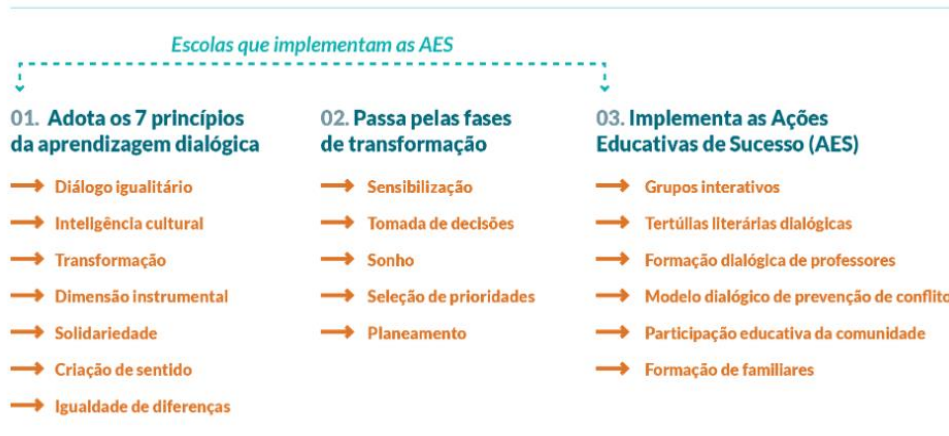 Escolas que implementam as AES
01. Adota os 7 princípios
da aprendizagem dialógica
Diálogo igualitário
Inteligência cultural
Transformação
Dimensão instrumental
Solidariedade
Criação de sentido
Igualdade de diferenças
02. Passa pelas fases
de transformação
Sensibilização
Tomada de decisões
Sonho
Seleção de prioridades
Planeamento
03. Implementa as Ações
Educativas de Sucesso (AES)
Grupos interativos
Tertúlias literárias dialógicas
Formação dialógica de professores
Modelo dialógico de prevenção de conflito
Participação educativa da comunidade
Formação de familiares